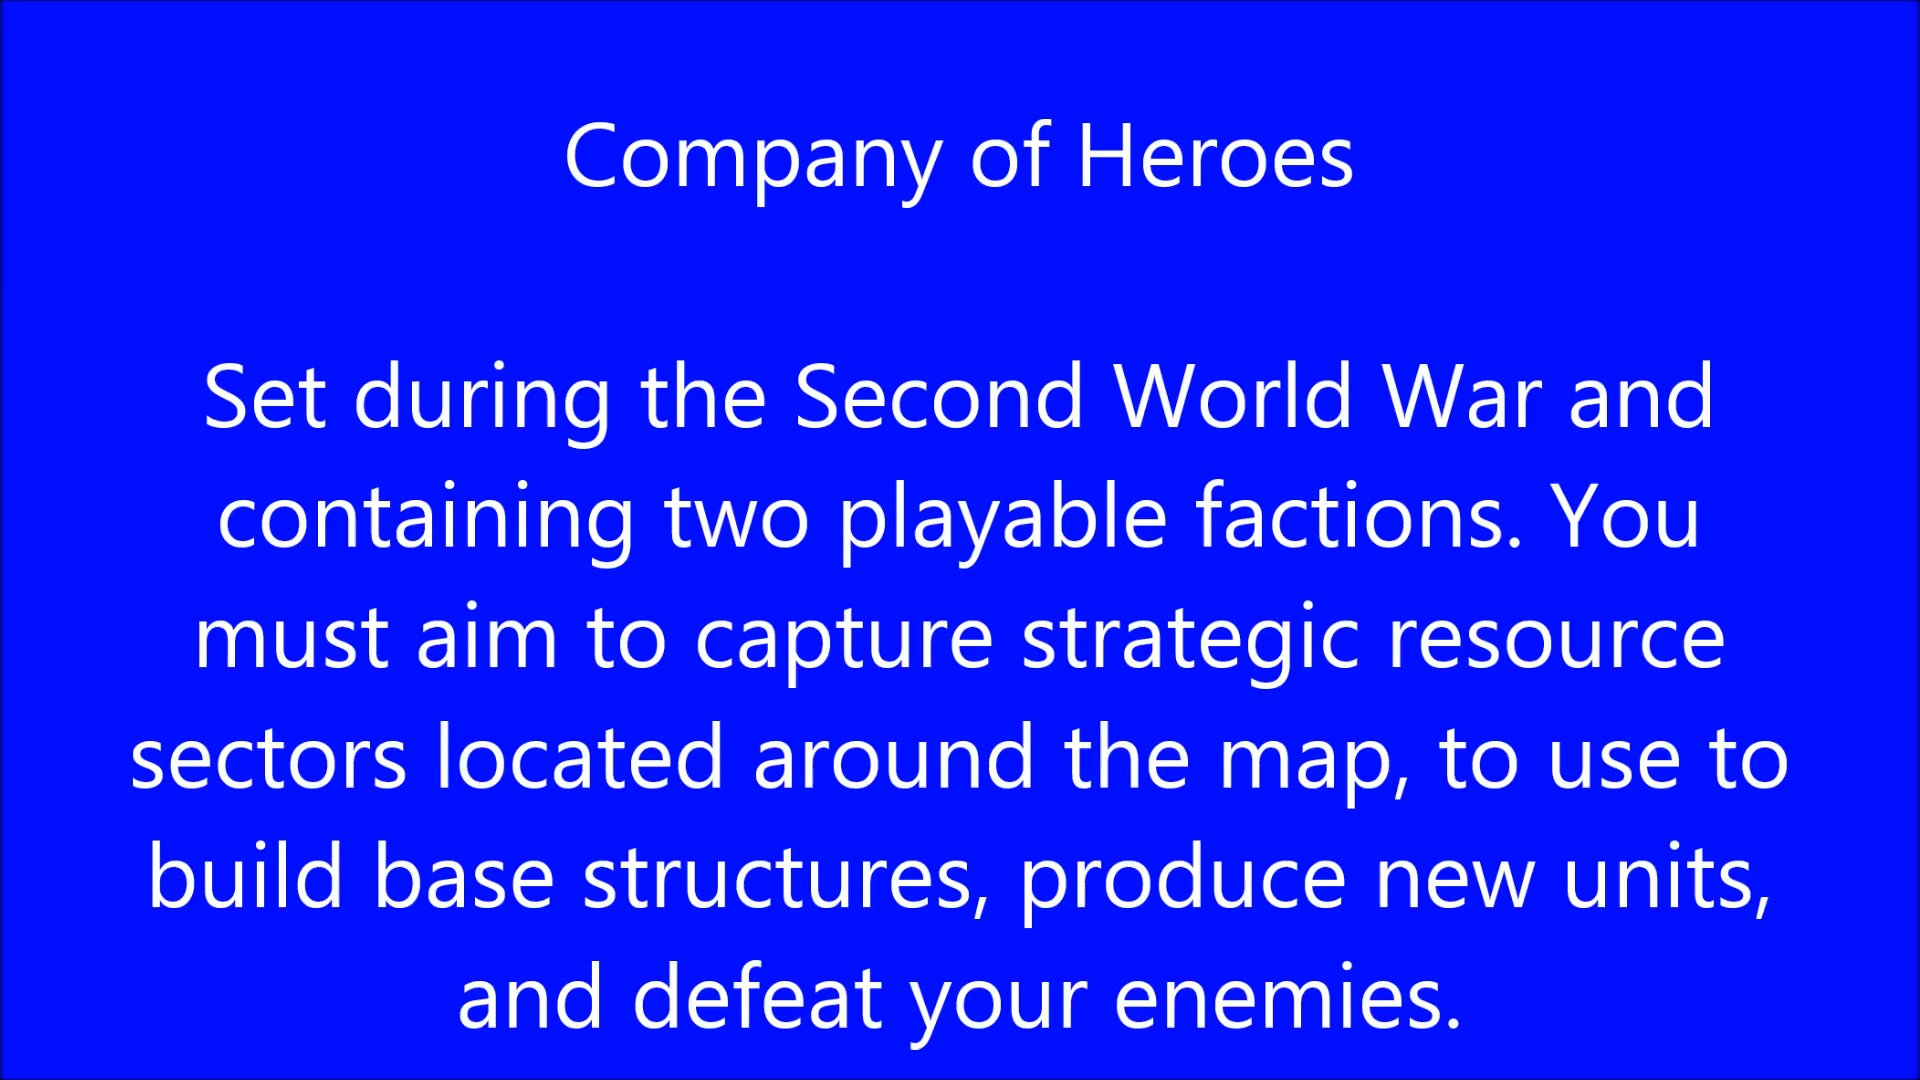 Company of Heroes
Set during the Second World War and
containing two playable factions. You
must aim to capture strategic resource
sectors located around the map, to use to
build base structures, produce new units,
and defeat your enemies.